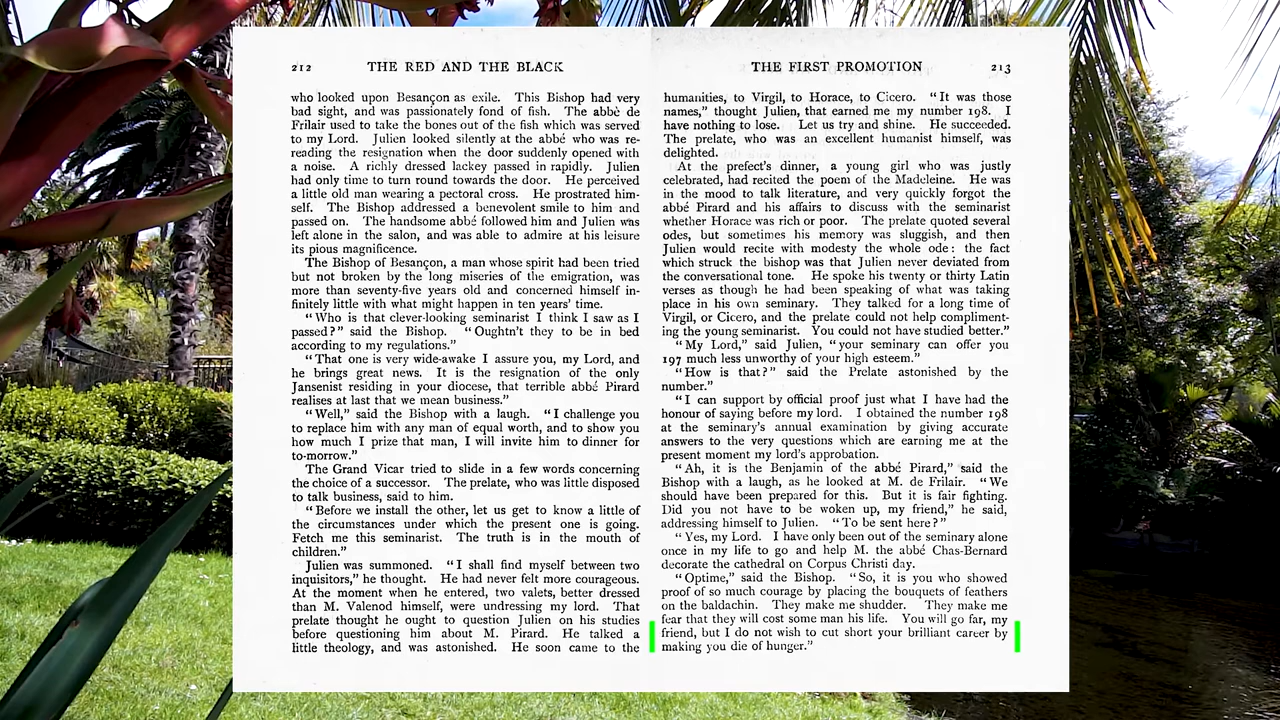 212 THE RED AND THE BLACK
who looked upon Besançon as exile. This Bishop had very
bad sight, and was passionately fond of fish. The abbè de
Frilair used to take the bones out of the fish which was served
to my Lord. Julien looked silently at the abbé who was re-
reading the resignation when the door suddenly opened with
a noise. A richly dressed lackey passed in rapidly. Julien
had only time to turn round towards the door. He perceived
a little old man wearing a pectoral cross. He prostrated him-
self. The Bishop addressed a benevolent smile to him and
passed on. The handsome abbé followed him and Julien was
left alone in the salon, and was able to admire at his leisure
its pious magnificence.
The Bishop of Besançon, a man whose spirit had been tried
but not broken by the long miseries of the emigration, was
more than seventy-five years old and concerned himself in-
finitely little with what might happen in ten years' time.
"Who is that clever-looking seminarist I think I saw as I
passed?" said the Bishop. "Oughtn't they to be in bed
according to my regulations."
"That one is very wide-awake I assure you, my Lord, and
he brings great news. It is the resignation of the only
Jansenist residing in your diocese, that terrible abbé Pirard
realises at last that we mean business."
"Well," said the Bishop with a laugh. "I challenge you
to replace him with any man of equal worth, and to show you
how much I prize that man, I will invite him to dinner for
to-morrow."
The Grand Vicar tried to slide in a few words concerning
the choice of a successor. The prelate, who was little disposed
to talk business, said to him.
"Before we install the other, let us get to know a little of
the circumstances under which the present one is going.
Fetch me this seminarist. The truth is in the mouth of
children."
Julien was summoned. "I shall find myself between two
inquisitors," he thought. He had never felt more courageous.
At the moment when he entered, two valets, better dressed
than M. Valenod himself, were undressing my lord. That
prelate thought he ought to question Julien on his studies
before questioning him about M. Pirard. He talked a
little theology, and was astonished. He soon came to the
THE FIRST PROMOTION 213
humanities, to Virgil, to Horace, to Cicero. "It was those
names," thought Julien, that earned me my number 198. I
have nothing to lose. Let us try and shine. He succeeded.
The prelate, who was an excellent humanist himself, was
delighted.
At the prefect's dinner, a young girl who was justly
celebrated, had recited the poem of the Madeleine. He was
in the mood to talk literature, and very quickly forgot the
abbé Pirard and his affairs to discuss with the seminarist
whether Horace was rich or poor. The prelate quoted several
odes, but sometimes his memory was sluggish, and then
Julien would recite with modesty the whole ode: the fact
which struck the bishop was that Julien never deviated from
the conversational tone. He spoke his twenty or thirty Latin
verses as though he had been speaking of what was taking
place in his own seminary. They talked for a long time of
Virgil, or Cicero, and the prelate could not help compliment-
ing the young seminarist. You could not have studied better."
"My Lord," said Julien, "your seminary can offer you
197 much less unworthy of your high esteem."
"How is that?" said the Prelate astonished by the
number."
"I can support by official proof just what I have had the
honour of saying before my lord. I obtained the number 198
at the seminary's annual examination by giving accurate
answers to the very questions which are earning me at the
present moment my lord's approbation.
"Ah, it is the Benjamin of the abbé Pirard," said the
Bishop with a laugh, as he looked at M. de Frilair. "We
should have been prepared for this. But it is fair fighting.
Did you not have to be woken up, my friend," he said,
addressing himself to Julien. "To be sent here?"
"Yes, my Lord. I have only been out of the seminary alone
once in my life to go and help M. the abbé Chas-Bernard
decorate the cathedral on Corpus Christi day.
"Optime," said the Bishop. "So, it is you who showed
proof of so much courage by placing the bouquets of feathers
on the baldachin. They make me shudder. They make me
fear that they will cost some man his life. You will go far, my
friend, but I do not wish to cut short your brilliant career by
making you die of hunger."